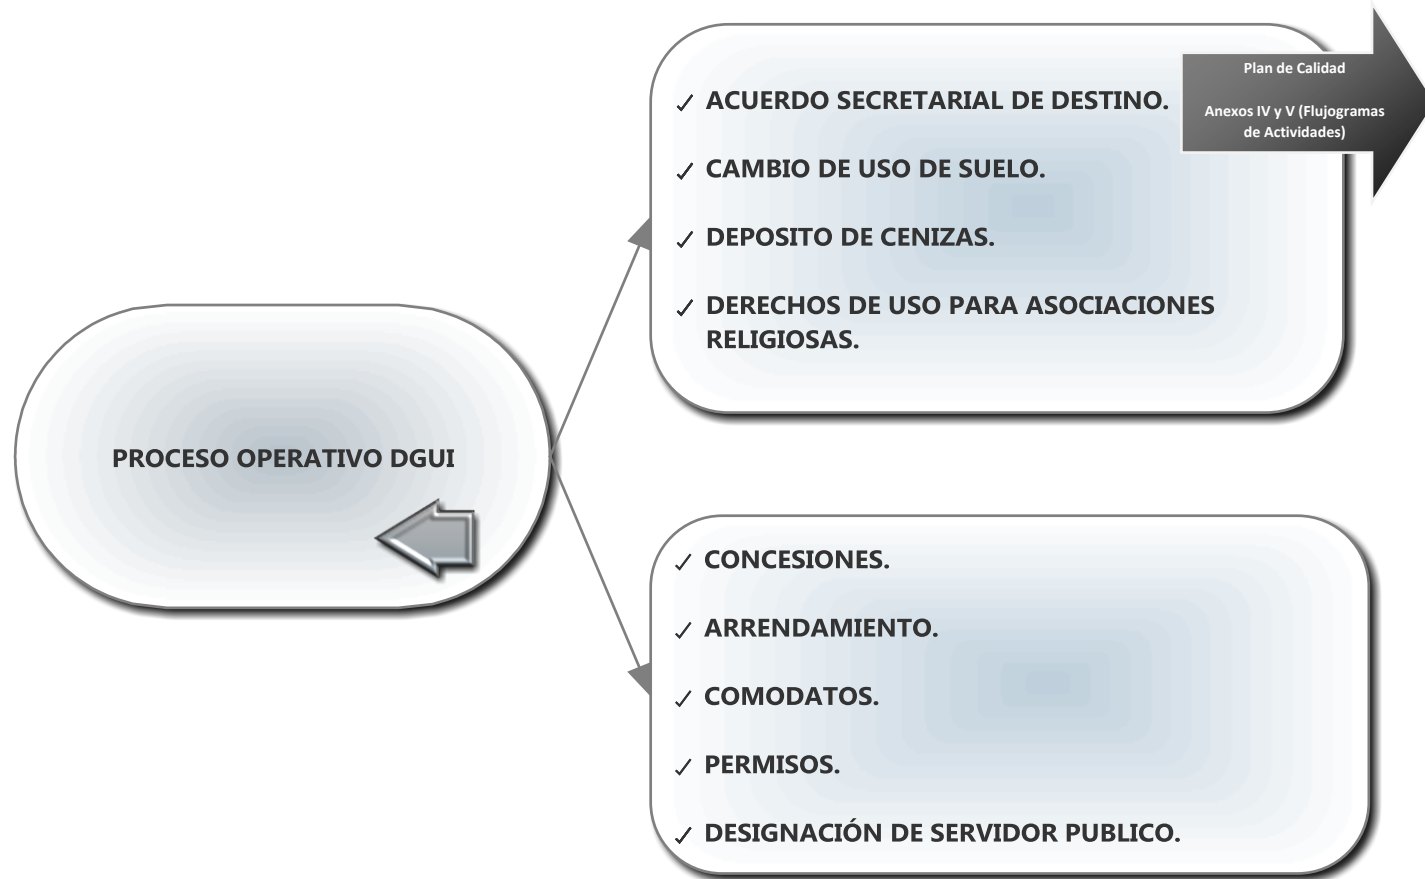 Plan de Calidad
Anexos IV y V (Flujogramas
de Actividades)
✓ ACUERDO SECRETARIAL DE DESTINO.
✓ CAMBIO DE USO DE SUELO.
✓ DEPOSITO DE CENIZAS.
✓ DERECHOS DE USO PARA ASOCIACIONES
RELIGIOSAS.
PROCESO OPERATIVO DGUI
✓ CONCESIONES.
✓ ARRENDAMIENTO.
✓ COMODATOS.
✓ PERMISOS.
✓ DESIGNACIÓN DE SERVIDOR PUBLICO.